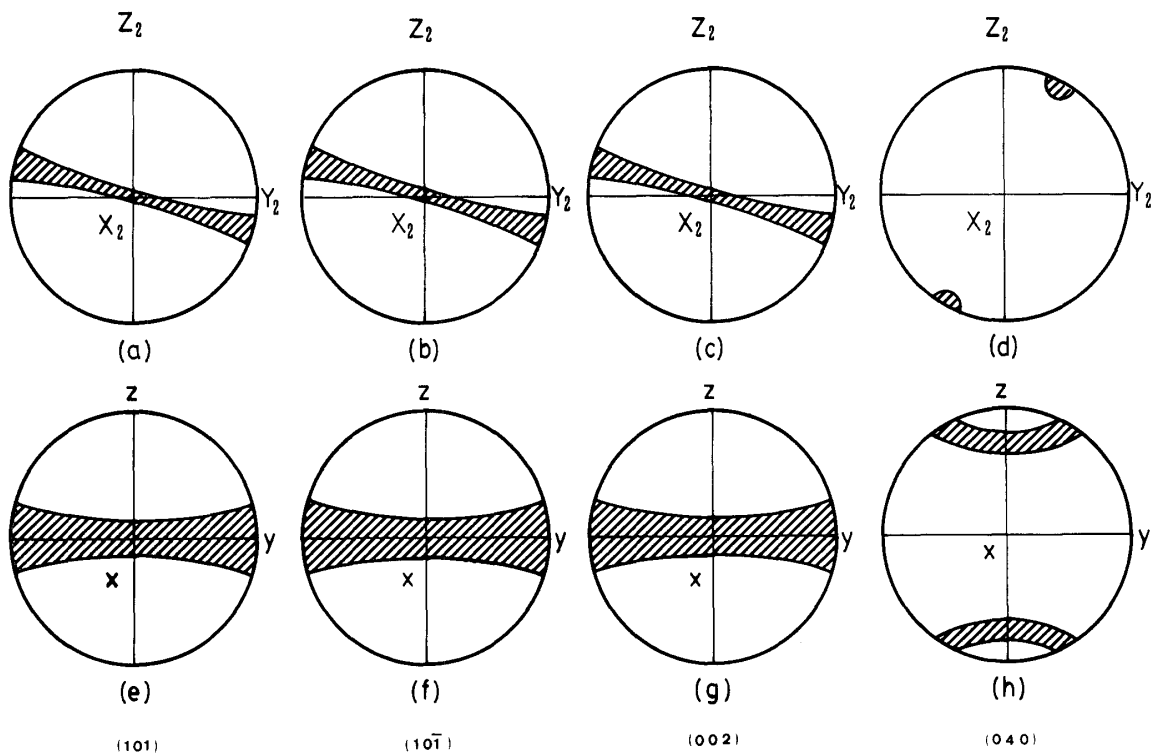 Z₂ Z₂ Z₂ Z₂
Y₂ Y₂ Y₂ Y₂
X₂ X₂ X₂ X₂
(a) (b) (c) (d)
z z z z
y y y y
x x x x
(e) (f) (g) (h)
(101) (101̄) (002) (040)